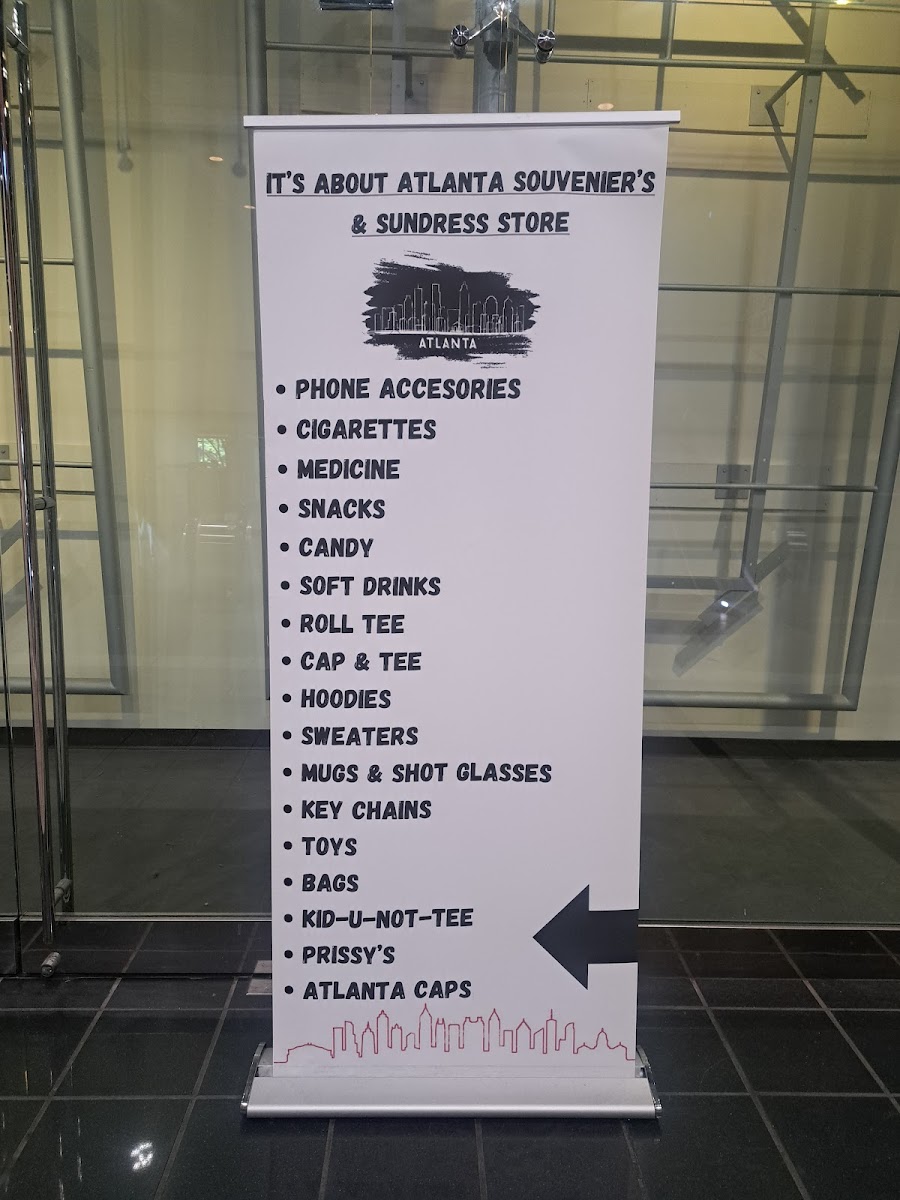 IT'S ABOUT ATLANTA SOUVENIER'S
& SUNDRESS STORE
ATLANTA
• PHONE ACCESORIES
• CIGARETTES
• MEDICINE
• SNACKS
• CANDY
• SOFT DRINKS
• ROLL TEE
• CAP & TEE
• HOODIES
• SWEATERS
• MUGS & SHOT GLASSES
• KEY CHAINS
• TOYS
• BAGS
• KID-U-NOT-TEE
• PRISSY'S
• ATLANTA CAPS